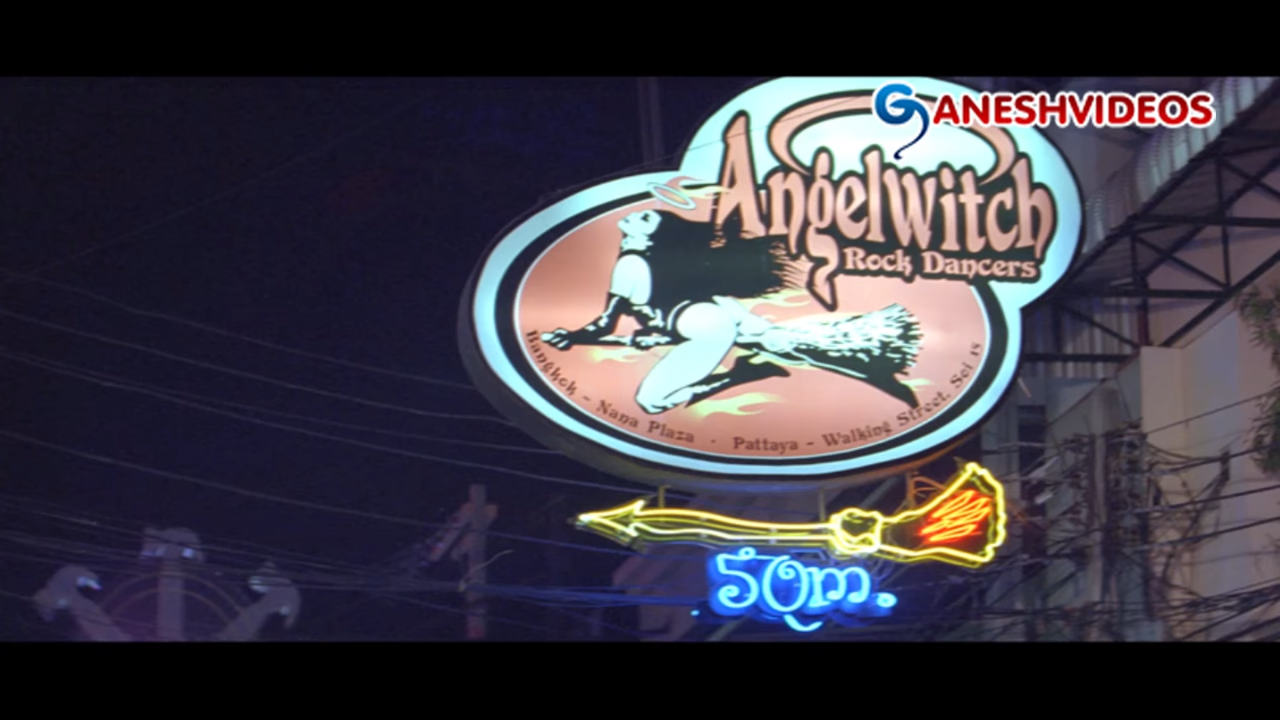 GANESHVIDEOS
Angelwitch
Rock Dancers
Bangkok - Nana Plaza · Pattaya - Walking Street. Soi 15
50m.